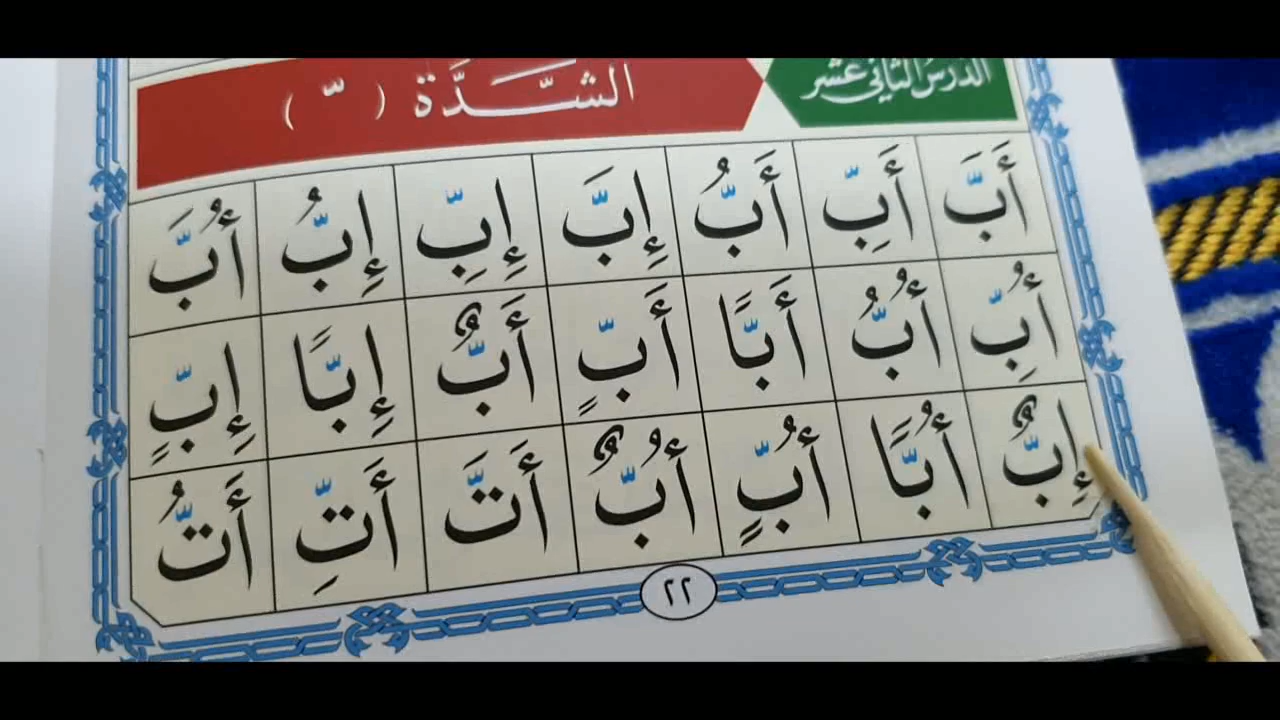 الدرس الثاني عشر
الشَّدَّة ( ّ )
أَبَّ أَبِّ أَبُّ إِبَّ إِبِّ إِبُّ أُبَّ
أُبِّ أُبُّ أَبًّا أَبٍّ أَبٌّ إِبًّا إِبٍّ
إِبٌّ أُبًّا أُبٍّ أُبٌّ أَتَّ أَتِّ أَتُّ
٢٢